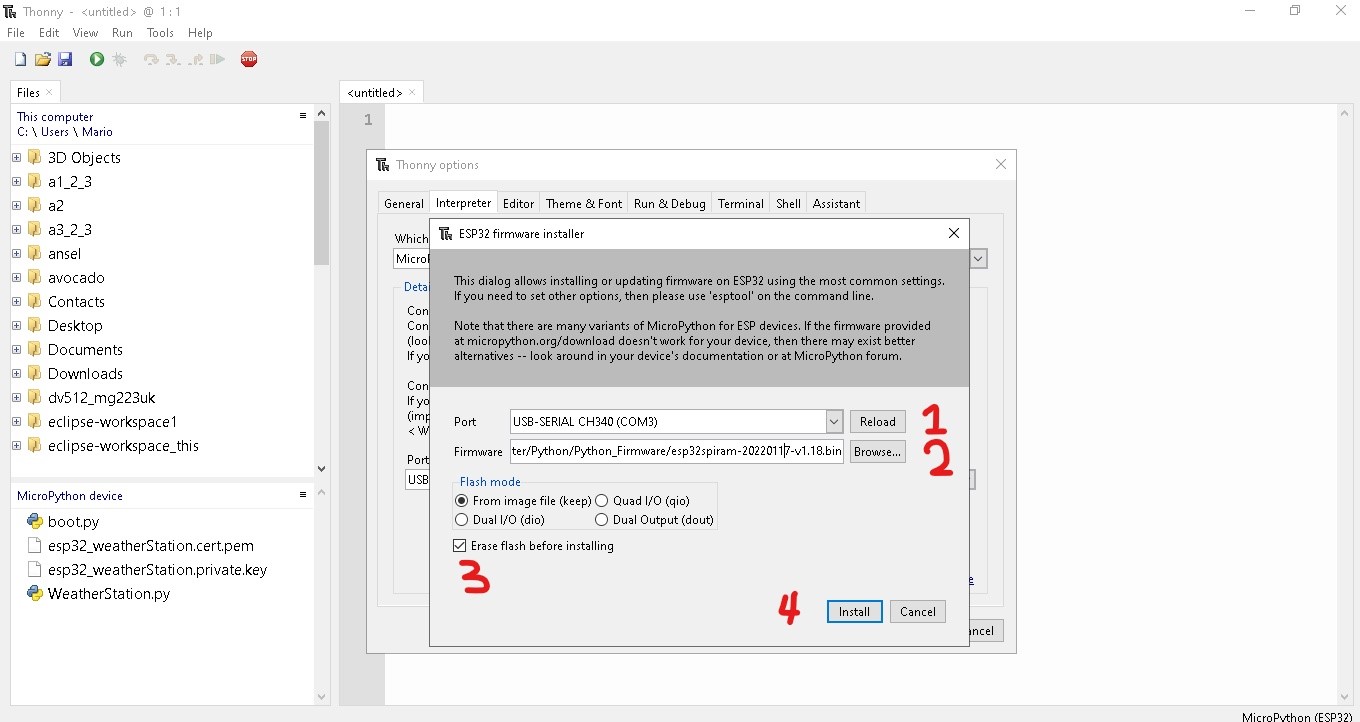 Thonny - <untitled> @ 1 : 1
File Edit View Run Tools Help
STOP
Files
<untitled>
This computer
C: \ Users \ Mario
1
3D Objects
a1_2_3
a2
a3_2_3
ansel
avocado
Contacts
Desktop
Documents
Downloads
dv512_mg223uk
eclipse-workspace1
eclipse-workspace_this
MicroPython device
boot.py
esp32_weatherStation.cert.pem
esp32_weatherStation.private.key
WeatherStation.py
Thonny options
General Interpreter Editor Theme & Font Run & Debug Terminal Shell Assistant
Which
Detai
Con
Con
(loo
If yo
Con
If yo
(imp
< W
Port
USB
ESP32 firmware installer
This dialog allows installing or updating firmware on ESP32 using the most common settings.
If you need to set other options, then please use 'esptool' on the command line.
Note that there are many variants of MicroPython for ESP devices. If the firmware provided
at micropython.org/download doesn't work for your device, then there may exist better
alternatives -- look around in your device's documentation or at MicroPython forum.
Port USB-SERIAL CH340 (COM3) Reload 1
Firmware ter/Python/Python_Firmware/esp32spiram-20220117-v1.18.bin Browse... 2
Flash mode
From image file (keep) Quad I/O (qio)
Dual I/O (dio) Dual Output (dout)
Erase flash before installing
3
4 Install Cancel
ancel
MicroPython (ESP32)